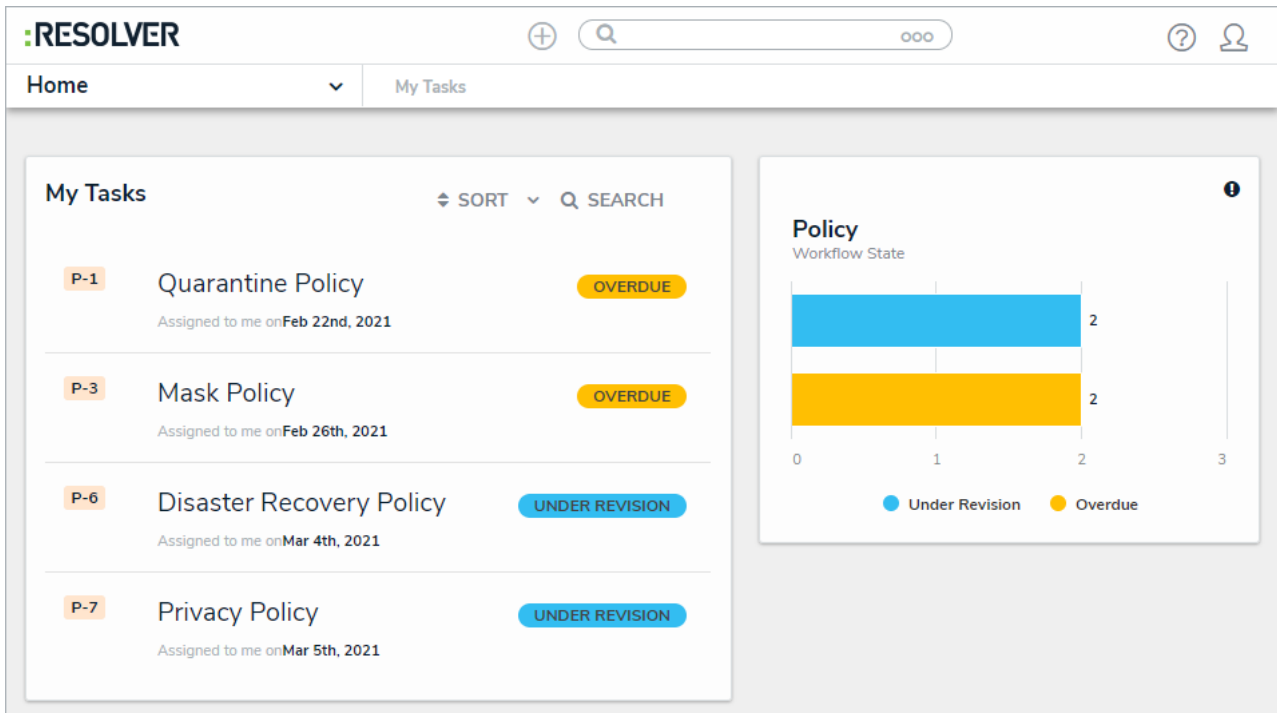 :RESOLVER
ooo
?
Home
My Tasks
My Tasks
SORT
SEARCH
P-1
Quarantine Policy
OVERDUE
Assigned to me onFeb 22nd, 2021
P-3
Mask Policy
OVERDUE
Assigned to me onFeb 26th, 2021
P-6
Disaster Recovery Policy
UNDER REVISION
Assigned to me onMar 4th, 2021
P-7
Privacy Policy
UNDER REVISION
Assigned to me onMar 5th, 2021
Policy
Workflow State
2
2
0 1 2 3
Under Revision Overdue